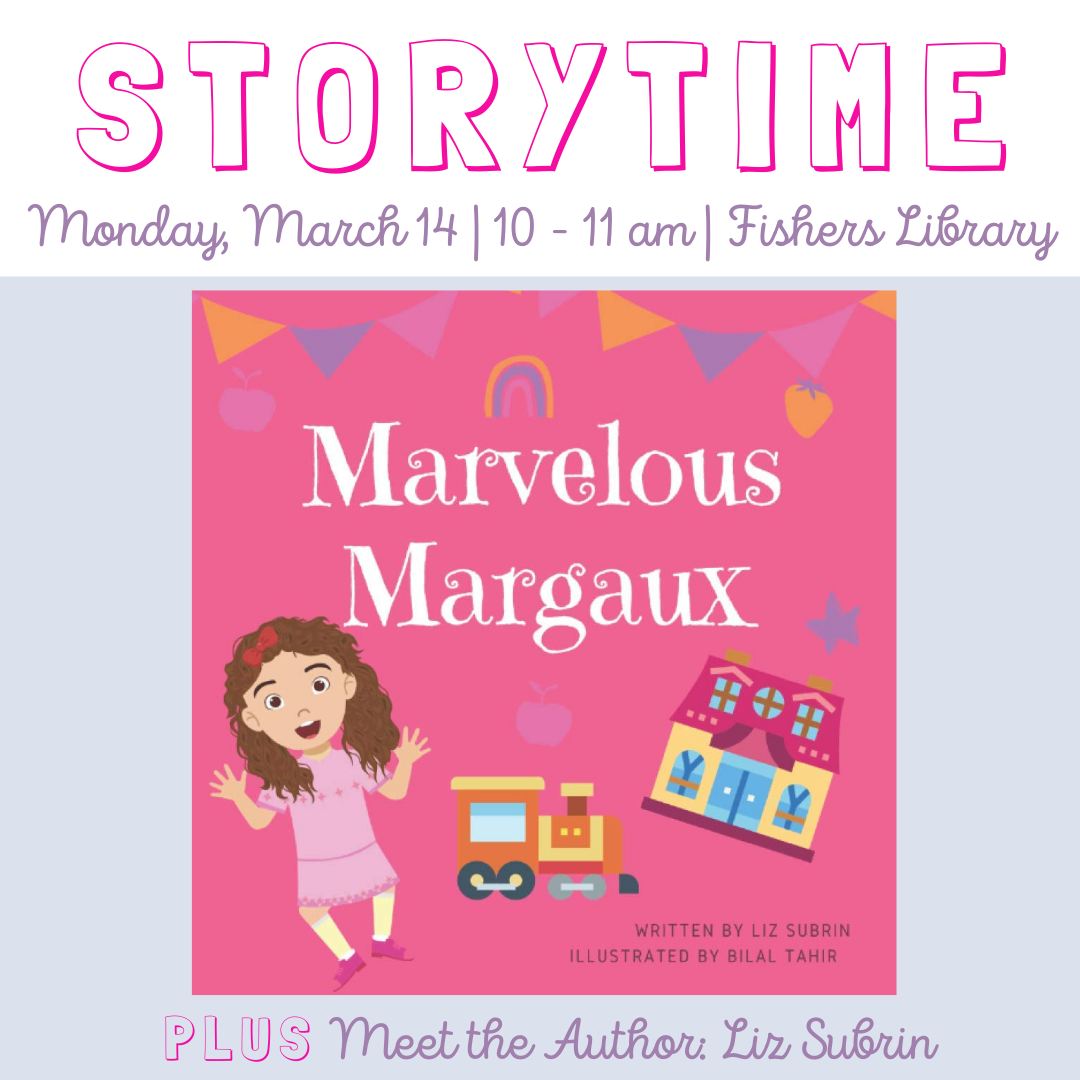 STORYTIME
Monday, March 14 | 10 - 11 am | Fishers Library
Marvelous
Margaux
WRITTEN BY LIZ SUBRIN
ILLUSTRATED BY BILAL TAHIR
PLUS Meet the Author: Liz Subrin